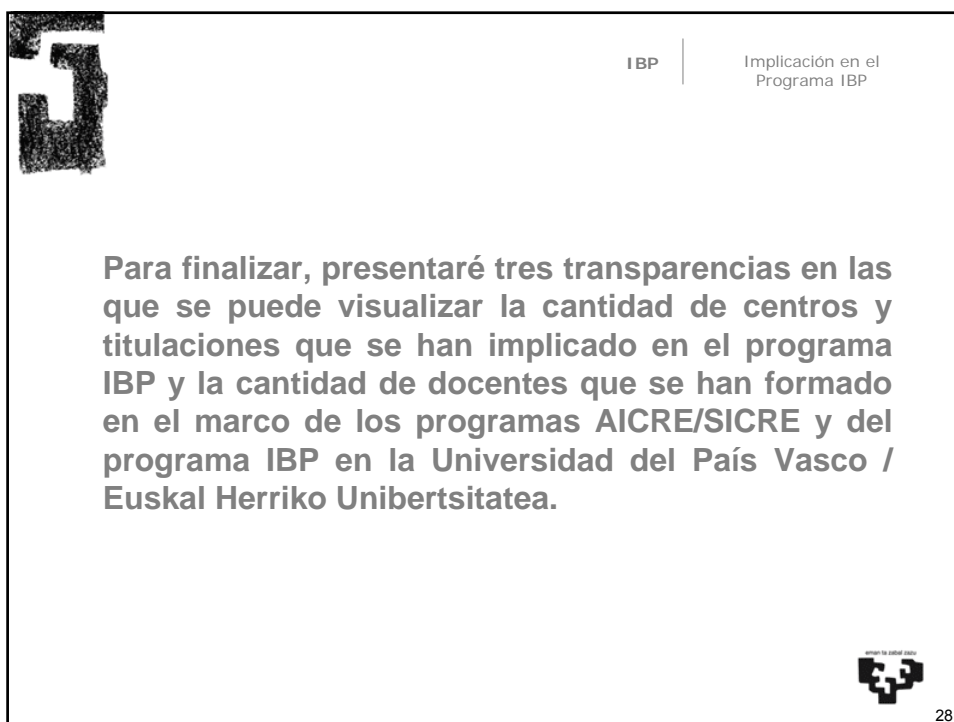 IBP
Implicación en el
Programa IBP
Para finalizar, presentaré tres transparencias en las
que se puede visualizar la cantidad de centros y
titulaciones que se han implicado en el programa
IBP y la cantidad de docentes que se han formado
en el marco de los programas AICRE/SICRE y del
programa IBP en la Universidad del País Vasco /
Euskal Herriko Unibertsitatea.
eman ta zabal zazu
28